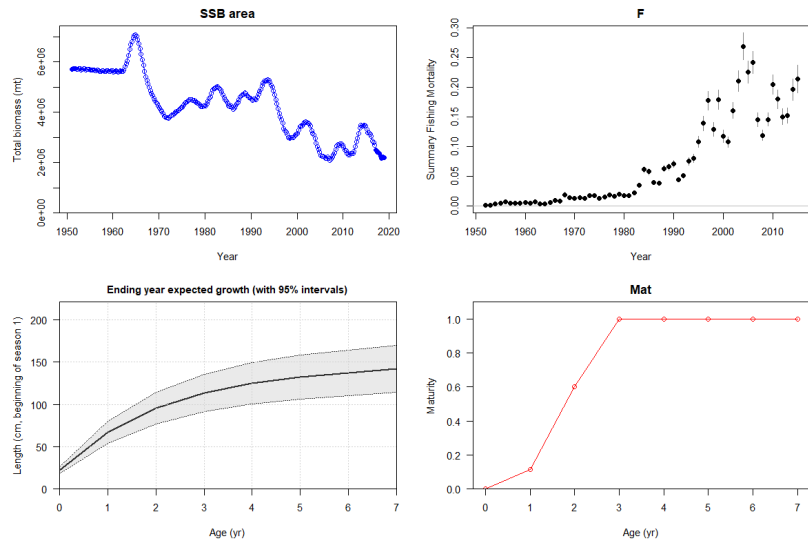 SSB area
Total biomass (mt)
0e+00 2e+06 4e+06 6e+06
1950 1960 1970 1980 1990 2000 2010 2020
Year
F
Summary Fishing Mortality
0.00 0.05 0.10 0.15 0.20 0.25 0.30
1950 1960 1970 1980 1990 2000 2010
Year
Ending year expected growth (with 95% intervals)
Length (cm, beginning of season 1)
0 50 100 150 200
0 1 2 3 4 5 6 7
Age (yr)
Mat
Maturity
0.0 0.2 0.4 0.6 0.8 1.0
0 1 2 3 4 5 6 7
Age (yr)